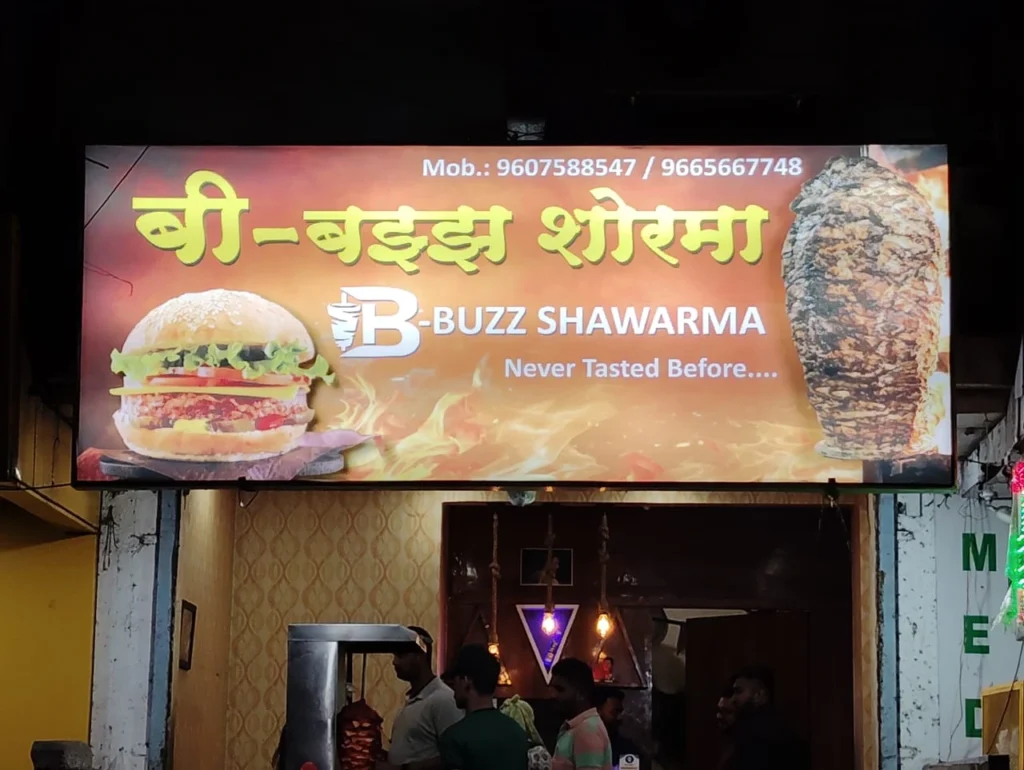 Mob.: 9607588547 / 9665667748
बी-बझ्झ शोरमा
B-BUZZ SHAWARMA
Never Tasted Before....
M
E
D